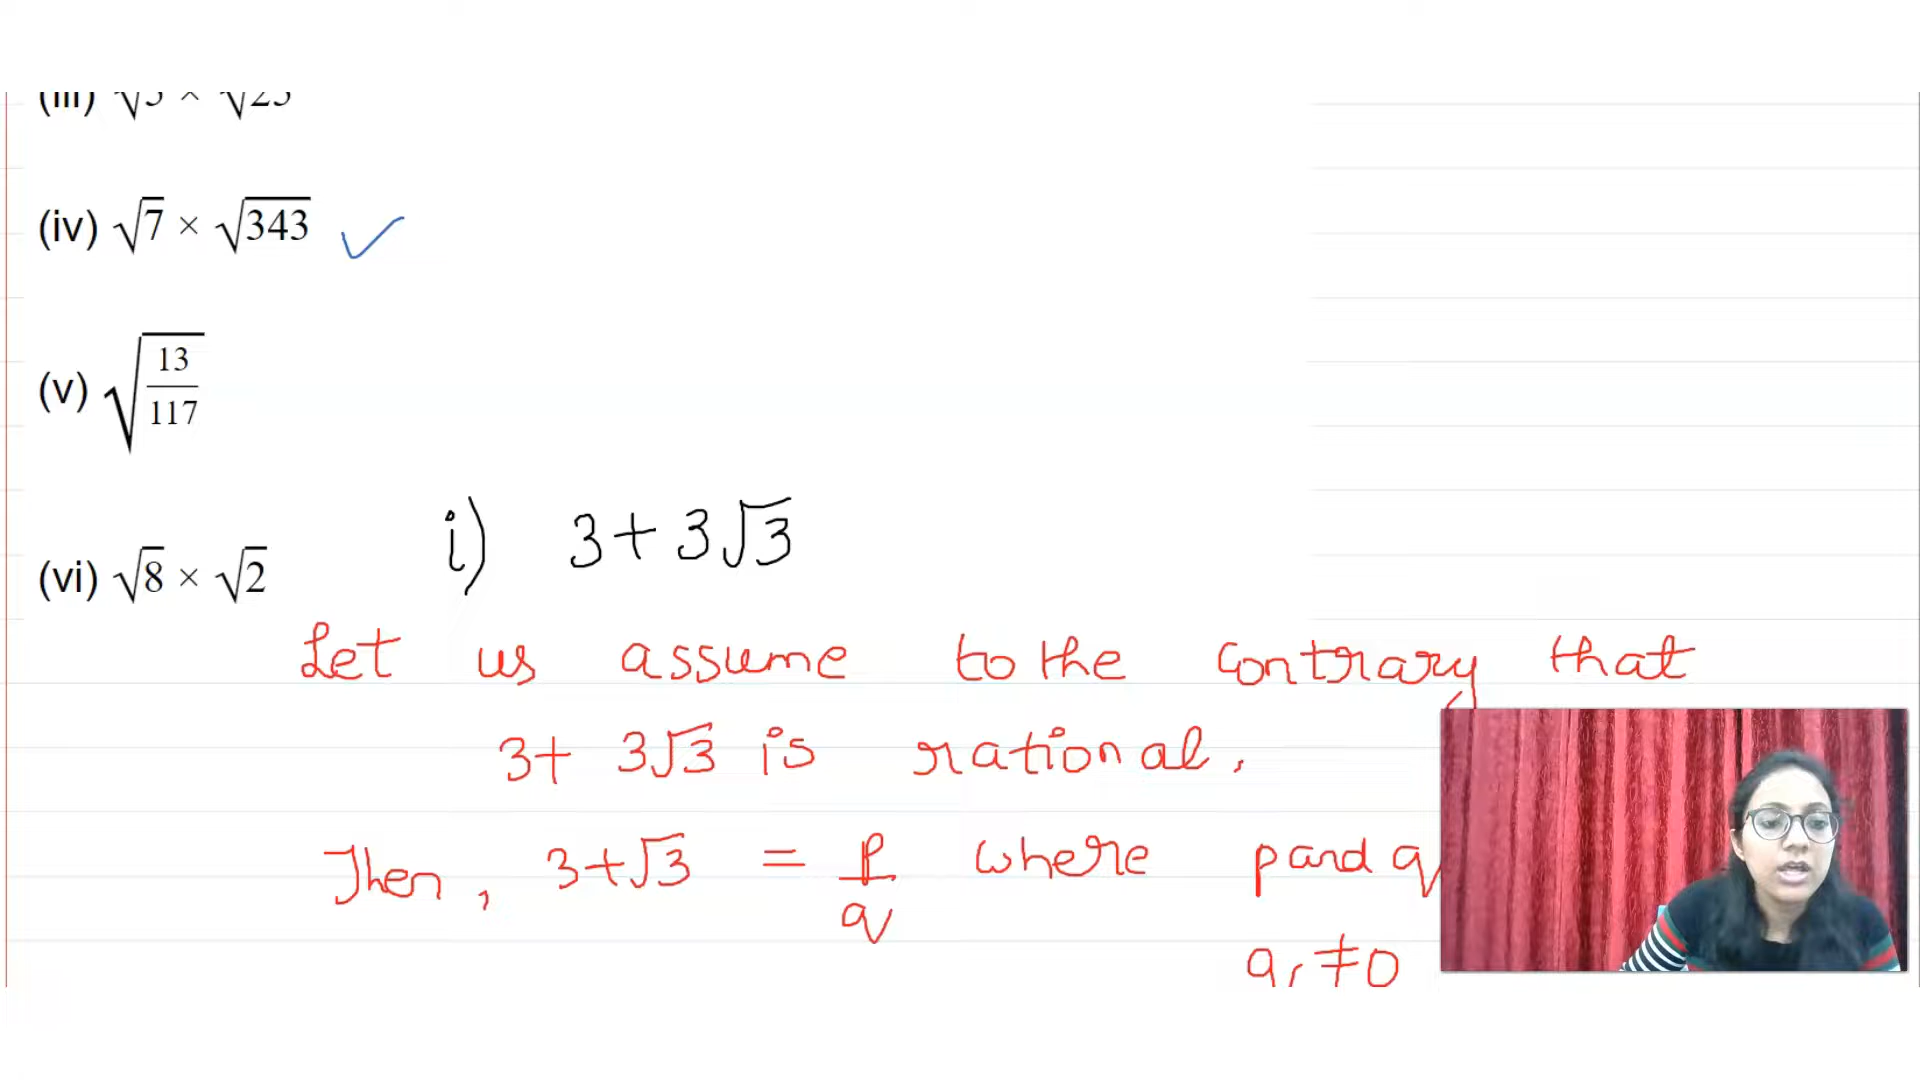 (iv) √7 × √343 ✓
(v) √(13/117)
i) 3 + 3√3
(vi) √8 × √2
Let us assume to the contrary that
3 + 3√3 is rational.
Then, 3 + √3 = p/q where p and q
q ≠ 0